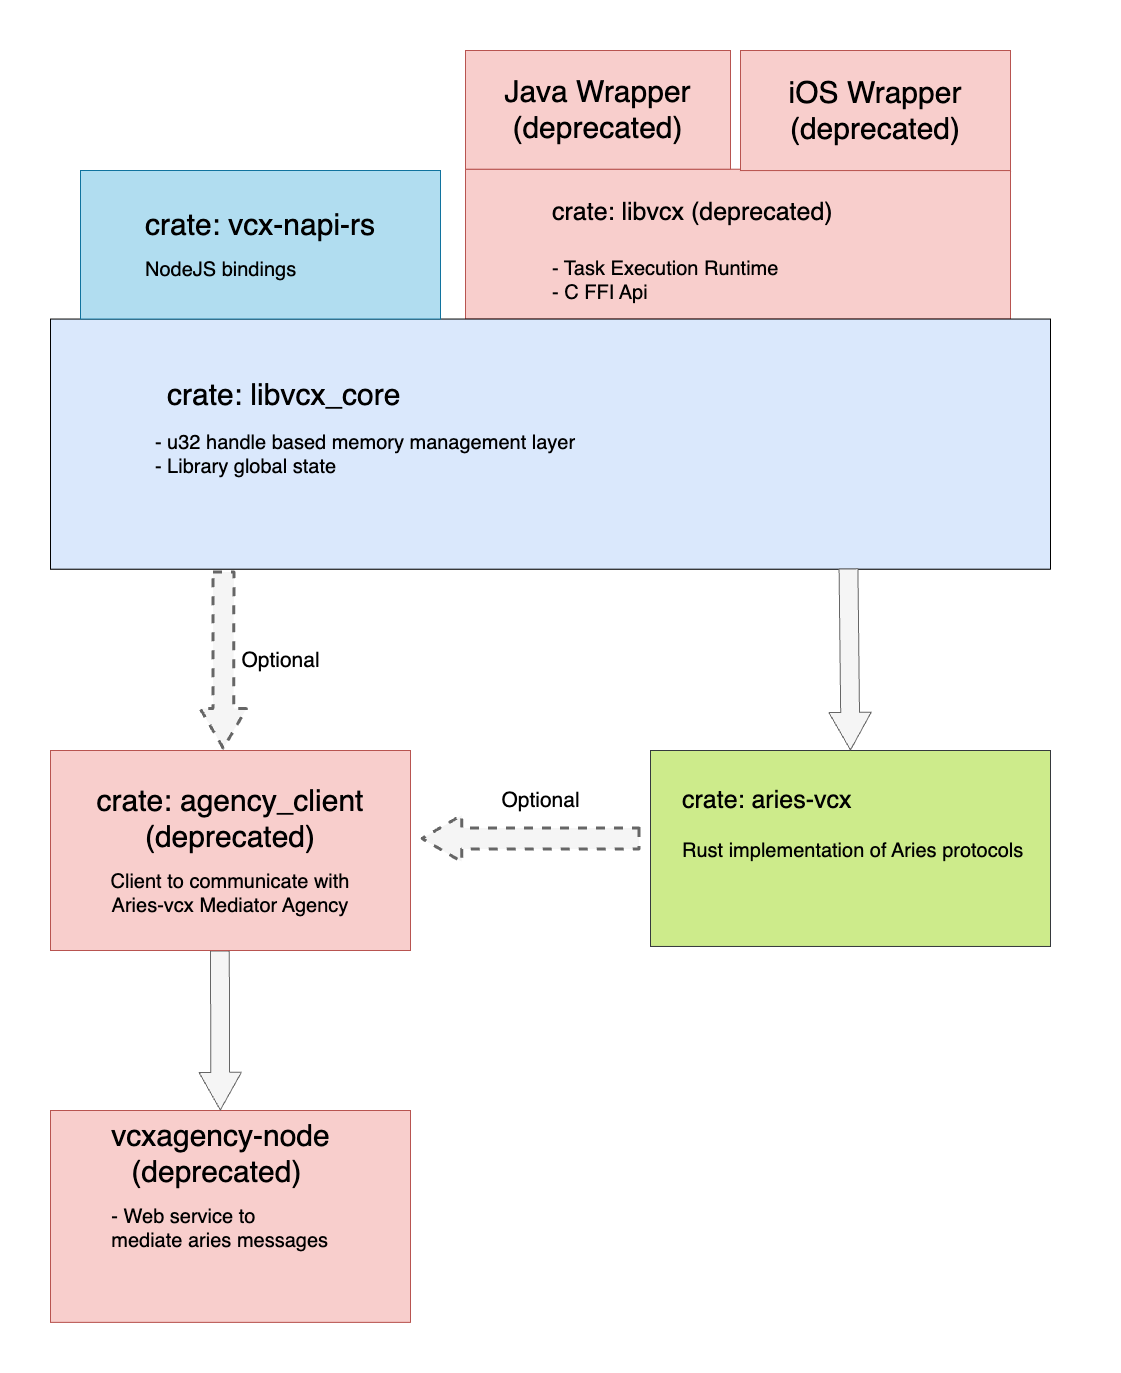 Java Wrapper
(deprecated)
iOS Wrapper
(deprecated)
crate: vcx-napi-rs
NodeJS bindings
crate: libvcx (deprecated)
- Task Execution Runtime
- C FFI Api
crate: libvcx_core
- u32 handle based memory management layer
- Library global state
Optional
crate: agency_client
(deprecated)
Client to communicate with
Aries-vcx Mediator Agency
Optional
crate: aries-vcx
Rust implementation of Aries protocols
vcxagency-node
(deprecated)
- Web service to
mediate aries messages